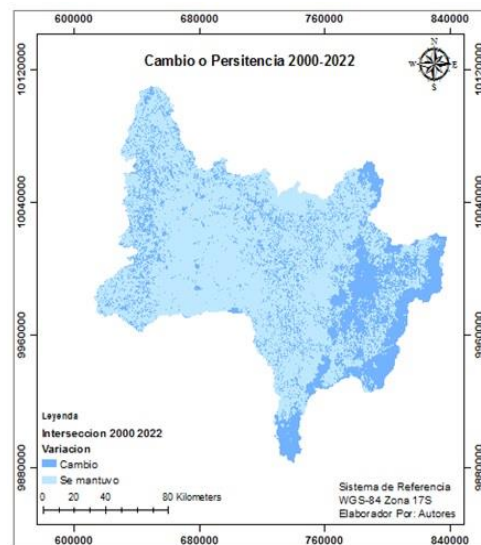 600000 680000 760000 840000
Cambio o Persitencia 2000-2022
N
W E
S
10120000 10120000
10040000 10040000
9960000 9960000
9880000 9880000
Leyenda
Interseccion 2000 2022
Variacion
Cambio
Se mantuvo
0 20 40 80 Kilometers
Sistema de Referencia
WGS-84 Zona 17S
Elaborador Por: Autores
600000 680000 760000 840000